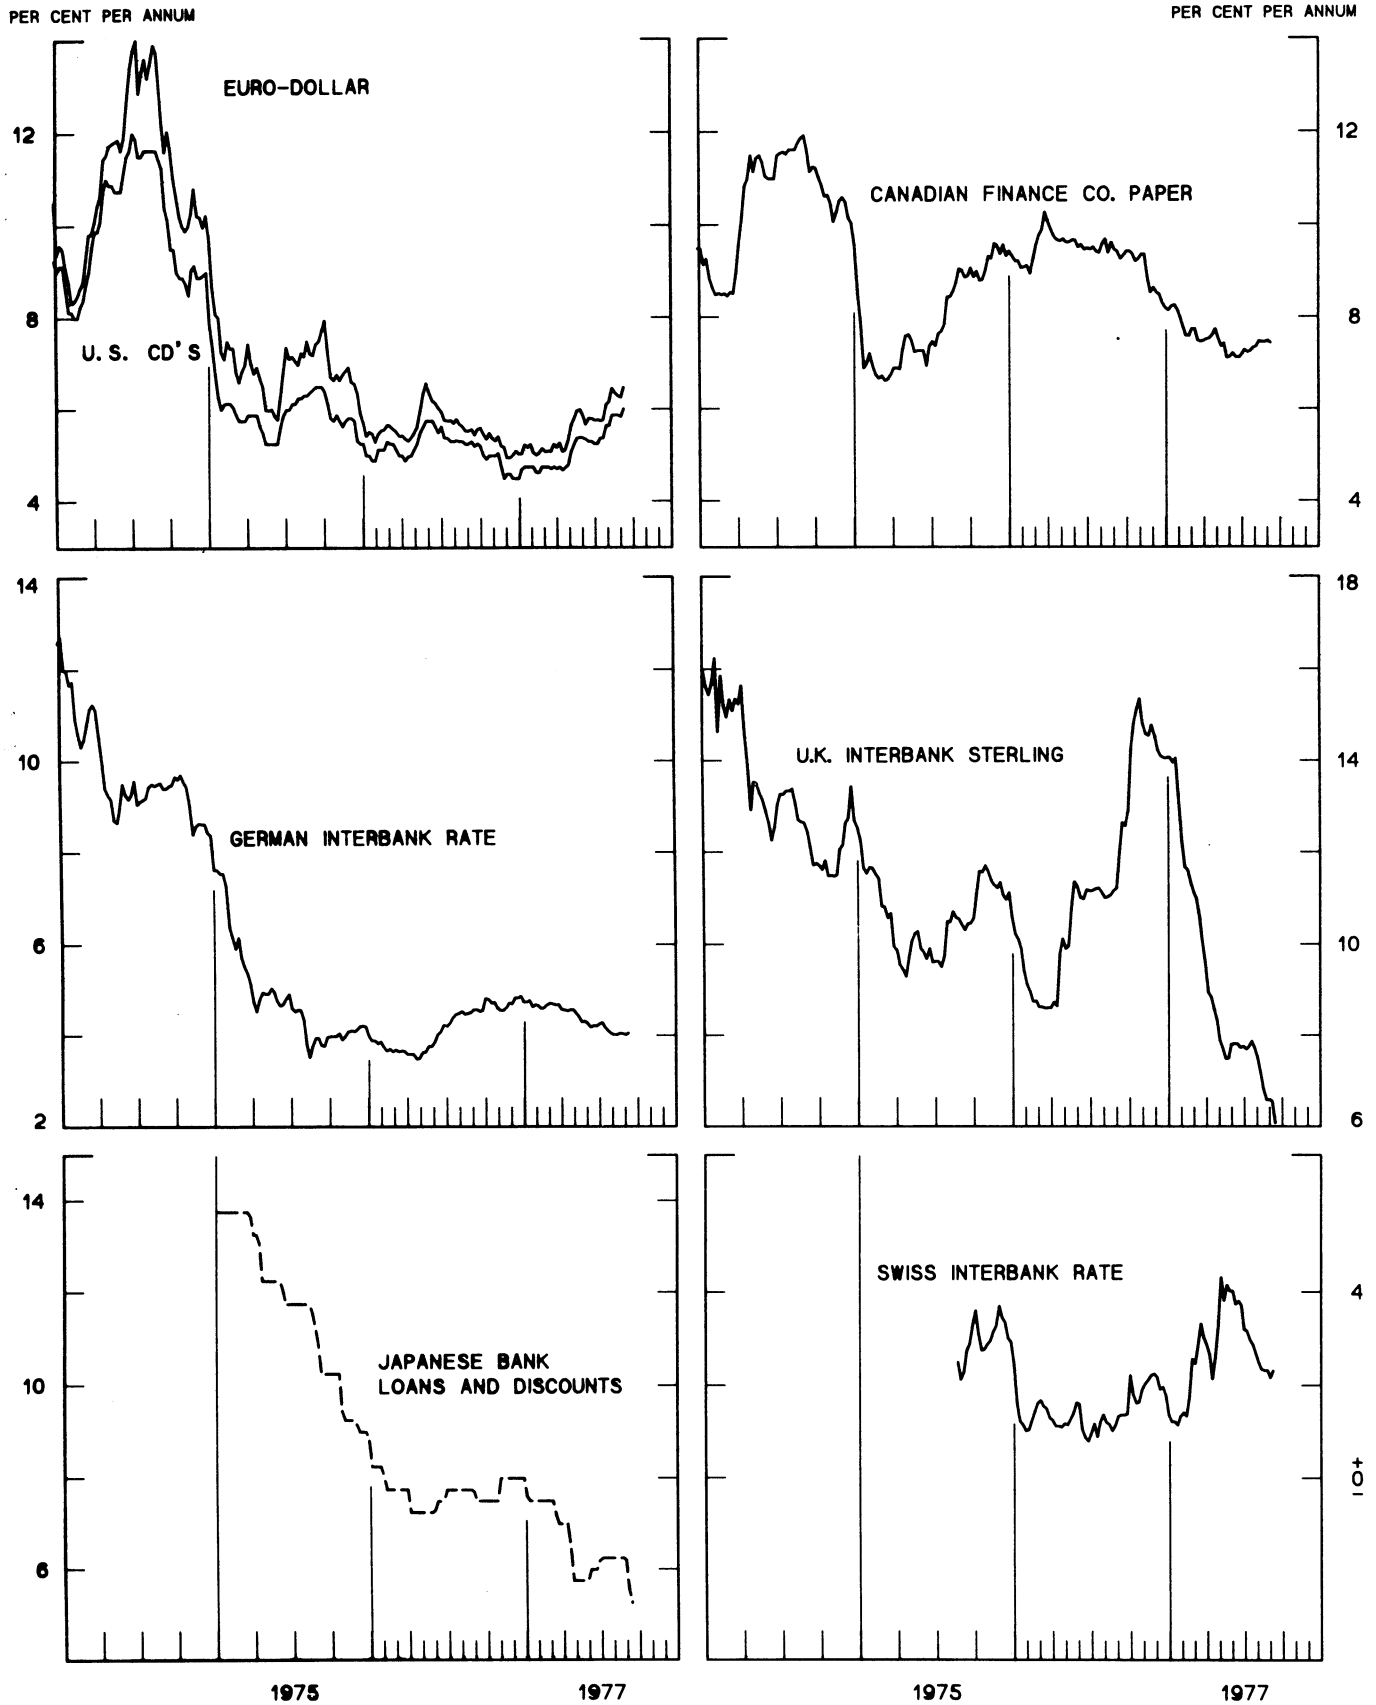 PER CENT PER ANNUM
PER CENT PER ANNUM
EURO-DOLLAR
12
12
CANADIAN FINANCE CO. PAPER
8
8
U.S. CD'S
4
4
14
18
10
14
U.K. INTERBANK STERLING
GERMAN INTERBANK RATE
6
10
2
6
14
SWISS INTERBANK RATE
4
JAPANESE BANK
LOANS AND DISCOUNTS
10
+
0
–
6
1975
1977
1975
1977